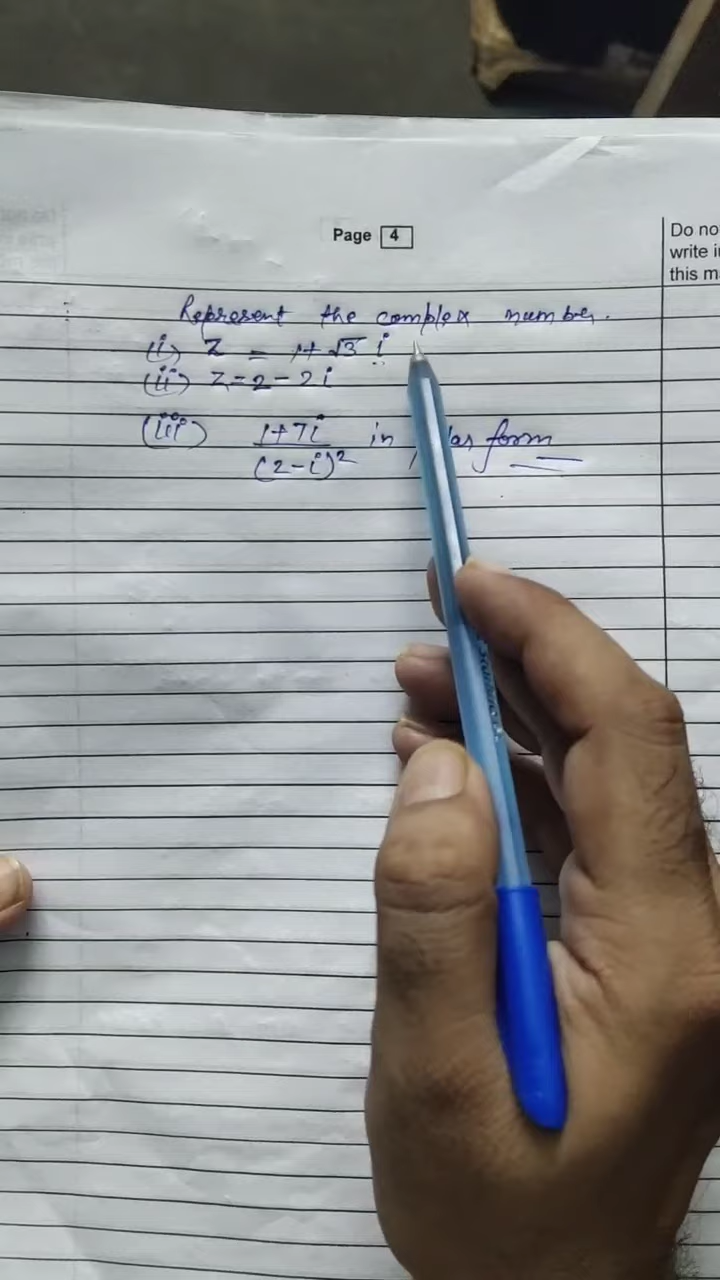 Page 4
Do no
write i
this m
Represent the complex number.
(i) Z = 1+√3 i
(ii) Z=2-2i
(iii) 1+7i / (2-i)² in lar form